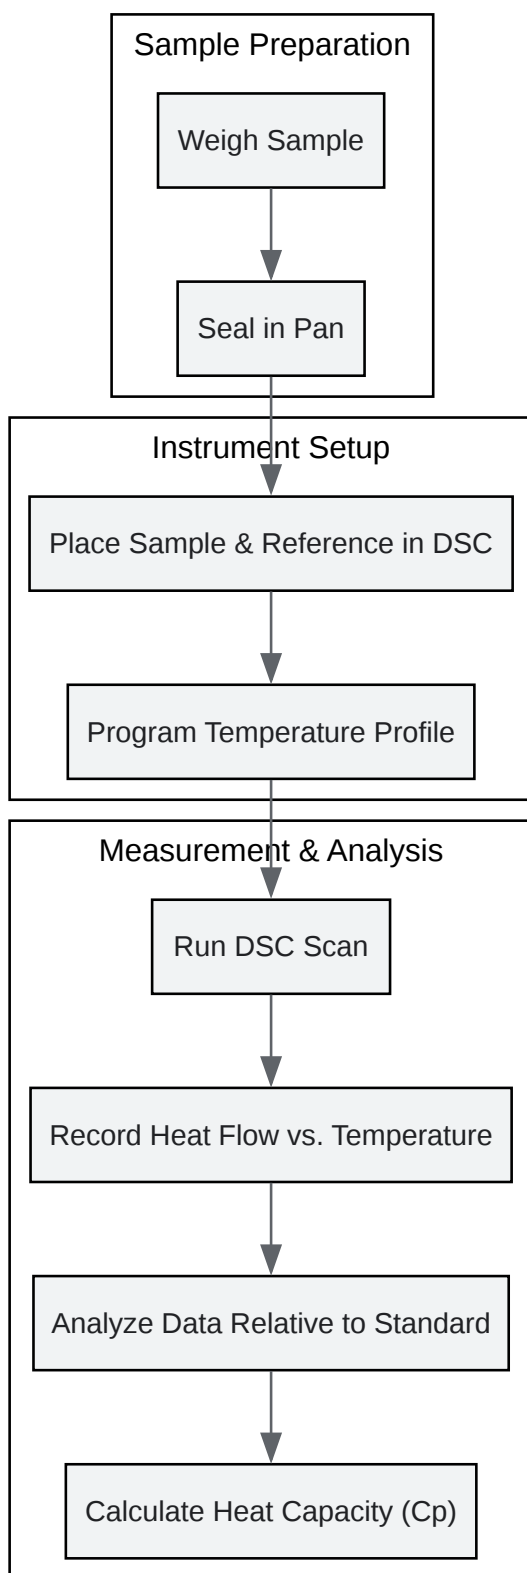 Sample Preparation
Weigh Sample
Seal in Pan
Instrument Setup
Place Sample & Reference in DSC
Program Temperature Profile
Measurement & Analysis
Run DSC Scan
Record Heat Flow vs. Temperature
Analyze Data Relative to Standard
Calculate Heat Capacity (Cp)